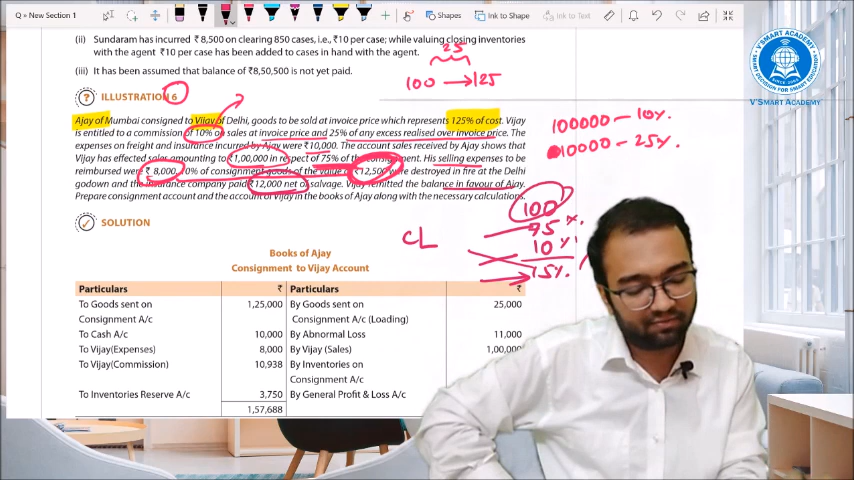 Q » New Section 1
Shapes
Ink to Shape
Ink to Text
(ii) Sundaram has incurred ₹ 8,500 on clearing 850 cases, i.e., ₹10 per case; while valuing closing inventories
with the agent ₹10 per case has been added to cases in hand with the agent.
(iii) It has been assumed that balance of ₹8,50,500 is not yet paid.
25
100 → 125
V'SMART ACADEMY
V'Smart Academy
ILLUSTRATION 6
Ajay of Mumbai consigned to Vijay of Delhi, goods to be sold at invoice price which represents 125% of cost. Vijay
is entitled to a commission of 10% on sales at invoice price and 25% of any excess realised over invoice price. The
expenses on freight and insurance incurred by Ajay were ₹10,000. The account sales received by Ajay shows that
Vijay has effected sales amounting to ₹1,00,000 in respect of 75% of the consignment. His selling expenses to be
reimbursed were ₹ 8,000. 10% of consignment goods of the value of ₹12,500 were destroyed in fire at the Delhi
godown and the insurance company paid ₹12,000 net of salvage. Vijay remitted the balance in favour of Ajay.
Prepare consignment account and the account of Vijay in the books of Ajay along with the necessary calculations.
100000 – 10%.
10000 – 25%.
100
75 %.
10 %
15%.
CL
SOLUTION
Books of Ajay
Consignment to Vijay Account
Particulars ₹ Particulars ₹
To Goods sent on 1,25,000 By Goods sent on 25,000
Consignment A/c Consignment A/c (Loading)
To Cash A/c 10,000 By Abnormal Loss 11,000
To Vijay(Expenses) 8,000 By Vijay (Sales) 1,00,000
To Vijay(Commission) 10,938 By Inventories on
Consignment A/c
To Inventories Reserve A/c 3,750 By General Profit & Loss A/c
1,57,688